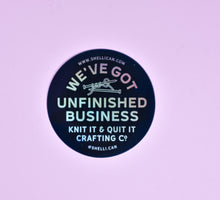 WWW.SHELLICAN.COM
WE'VE GOT
UNFINISHED
BUSINESS
KNIT IT & QUIT IT
CRAFTING Co
@SHELLI.CAN